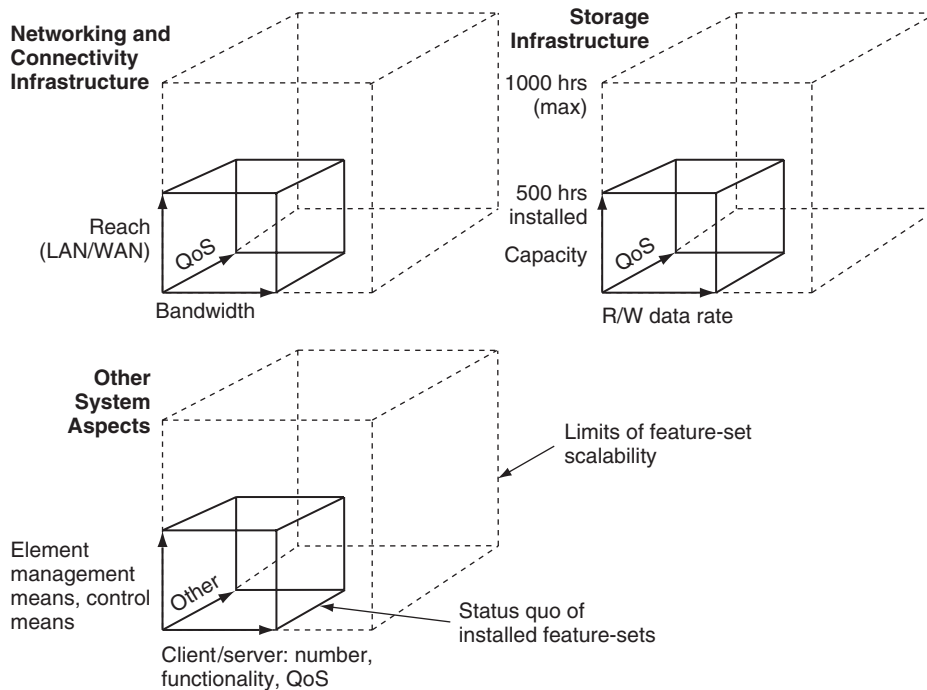 Networking and
Connectivity
Infrastructure
Reach
(LAN/WAN)
QoS
Bandwidth
Storage
Infrastructure
1000 hrs
(max)
500 hrs
installed
Capacity
QoS
R/W data rate
Other
System
Aspects
Limits of feature-set
scalability
Element
management
means, control
means
Other
Status quo of
installed feature-sets
Client/server: number,
functionality, QoS